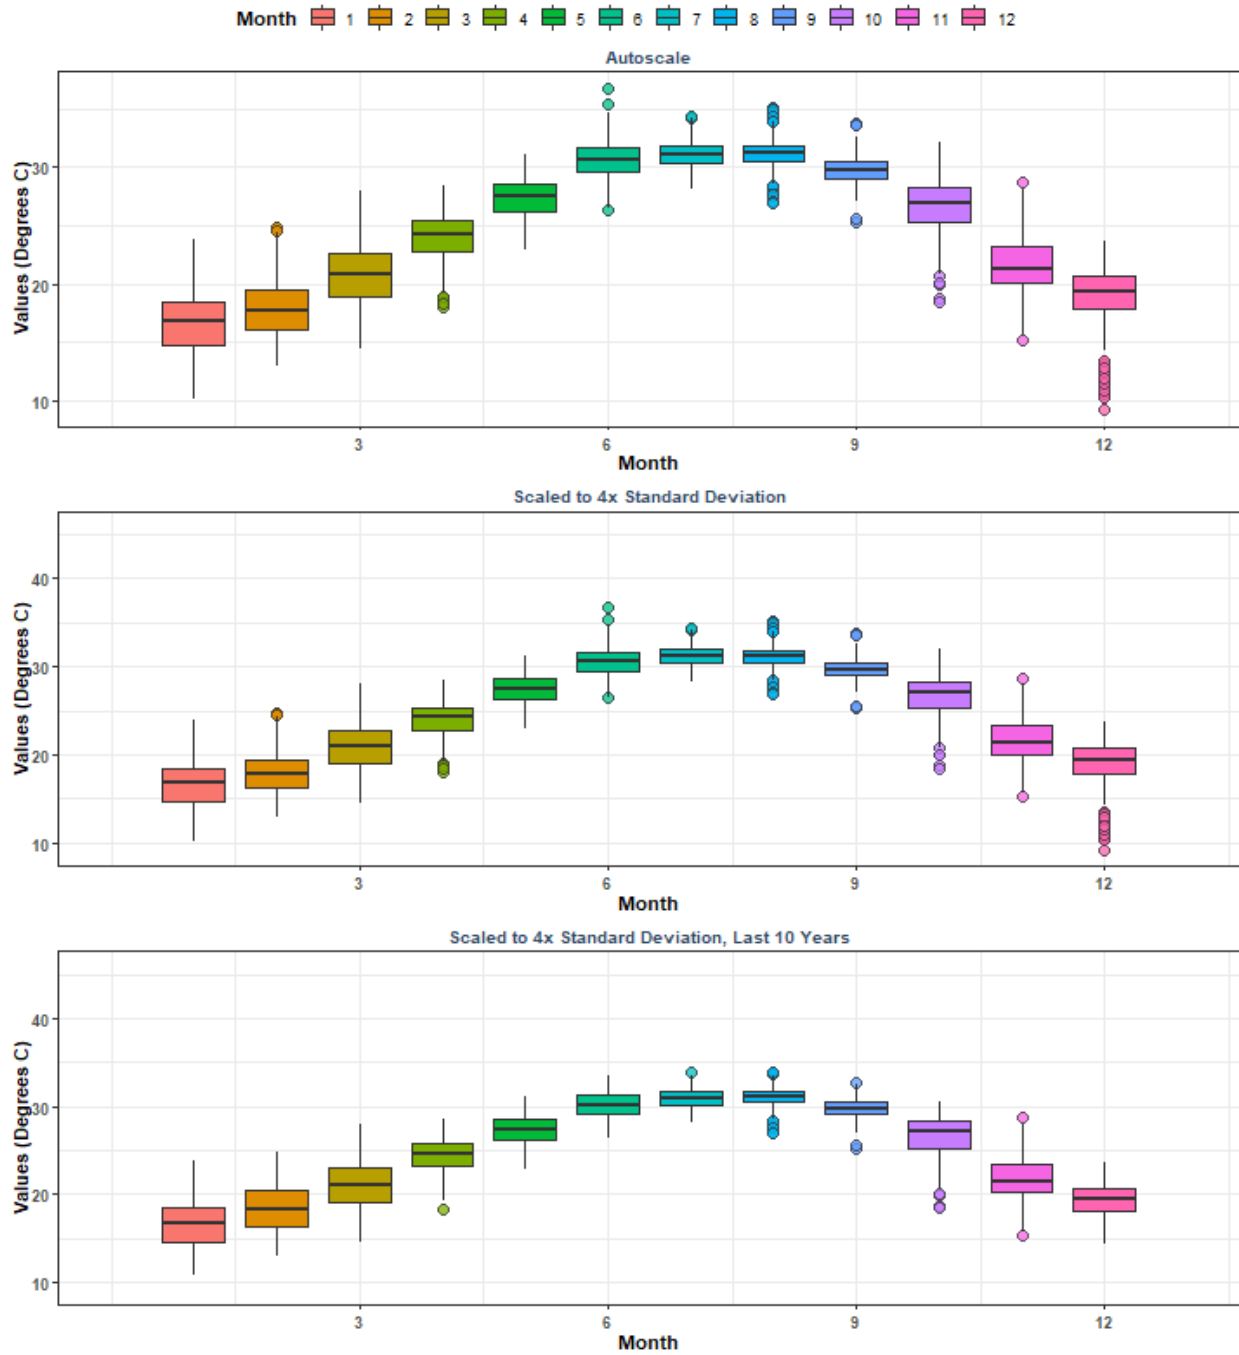 Month 1 2 3 4 5 6 7 8 9 10 11 12
Autoscale
Values (Degrees C)
30
20
10
3 6 9 12
Month
Scaled to 4x Standard Deviation
Values (Degrees C)
40
30
20
10
3 6 9 12
Month
Scaled to 4x Standard Deviation, Last 10 Years
Values (Degrees C)
40
30
20
10
3 6 9 12
Month